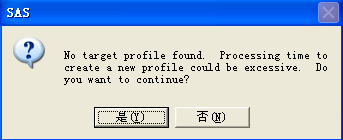 SAS
No target profile found.  Processing time to
create a new profile could be excessive.  Do
you want to continue?
是(Y) 否(N)